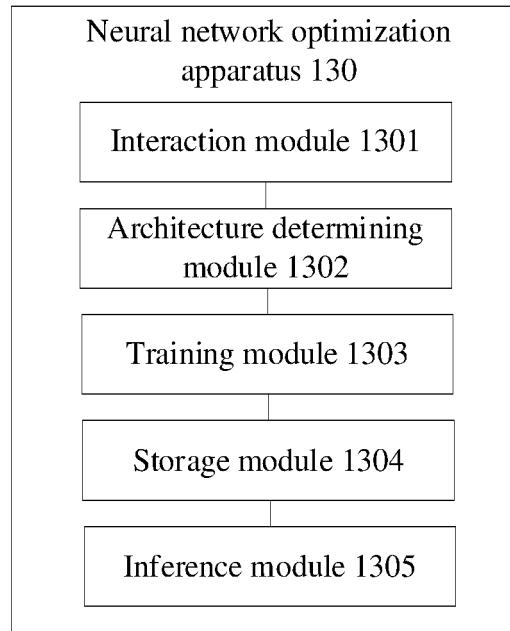 Neural network optimization
apparatus 130
Interaction module 1301
Architecture determining
module 1302
Training module 1303
Storage module 1304
Inference module 1305